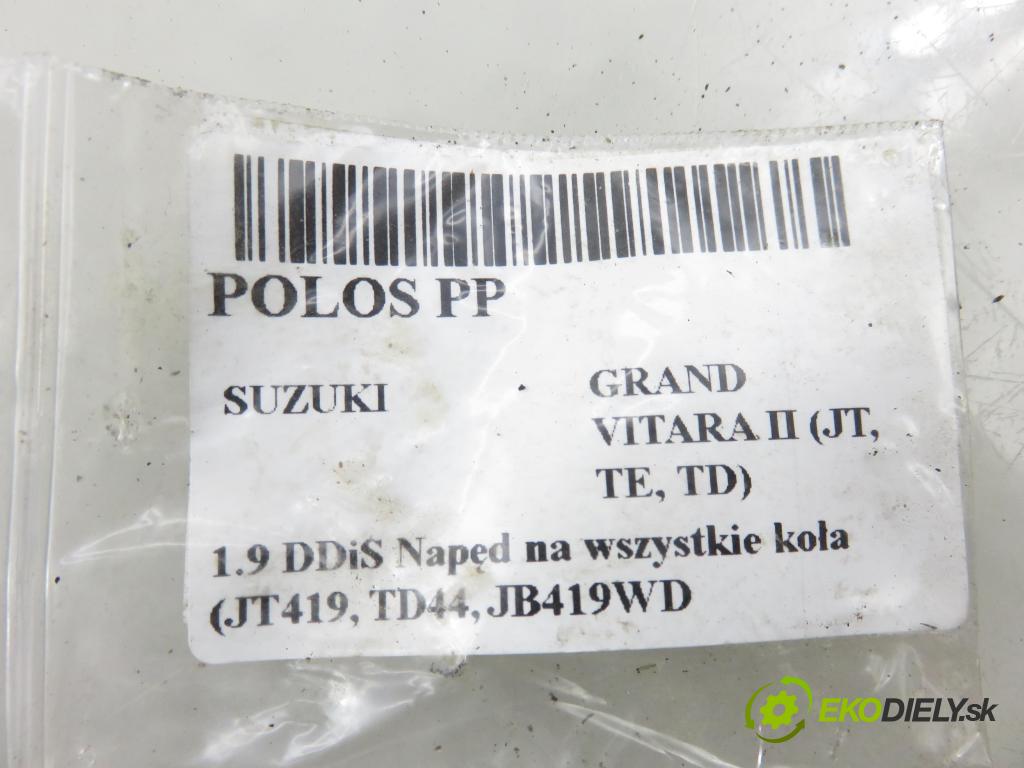 POLOS PP
SUZUKI
GRAND
VITARA II (JT,
TE, TD)
1.9 DDiS Napęd na wszystkie koła
(JT419, TD44, JB419WD
EKODIELY.sk